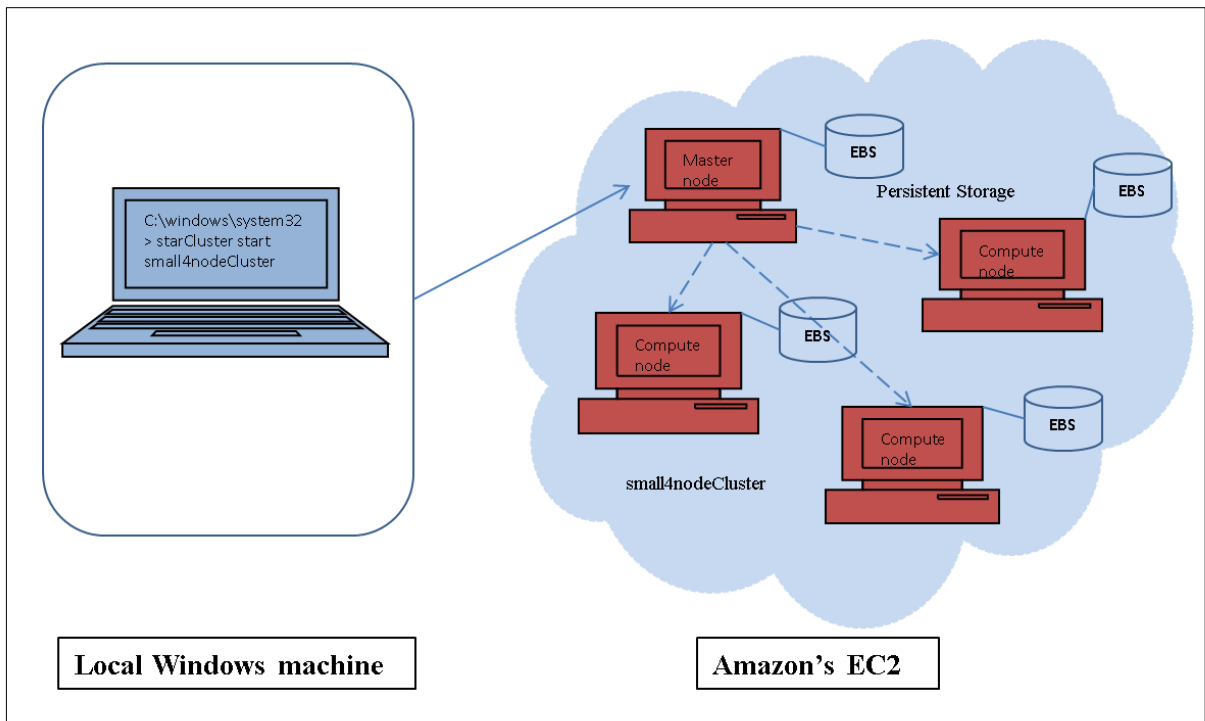 C:\windows\system32
> starCluster start
small4nodeCluster
Master
node
EBS
Persistent Storage
EBS
Compute
node
Compute
node
EBS
Compute
node
EBS
small4nodeCluster
Local Windows machine
Amazon's EC2